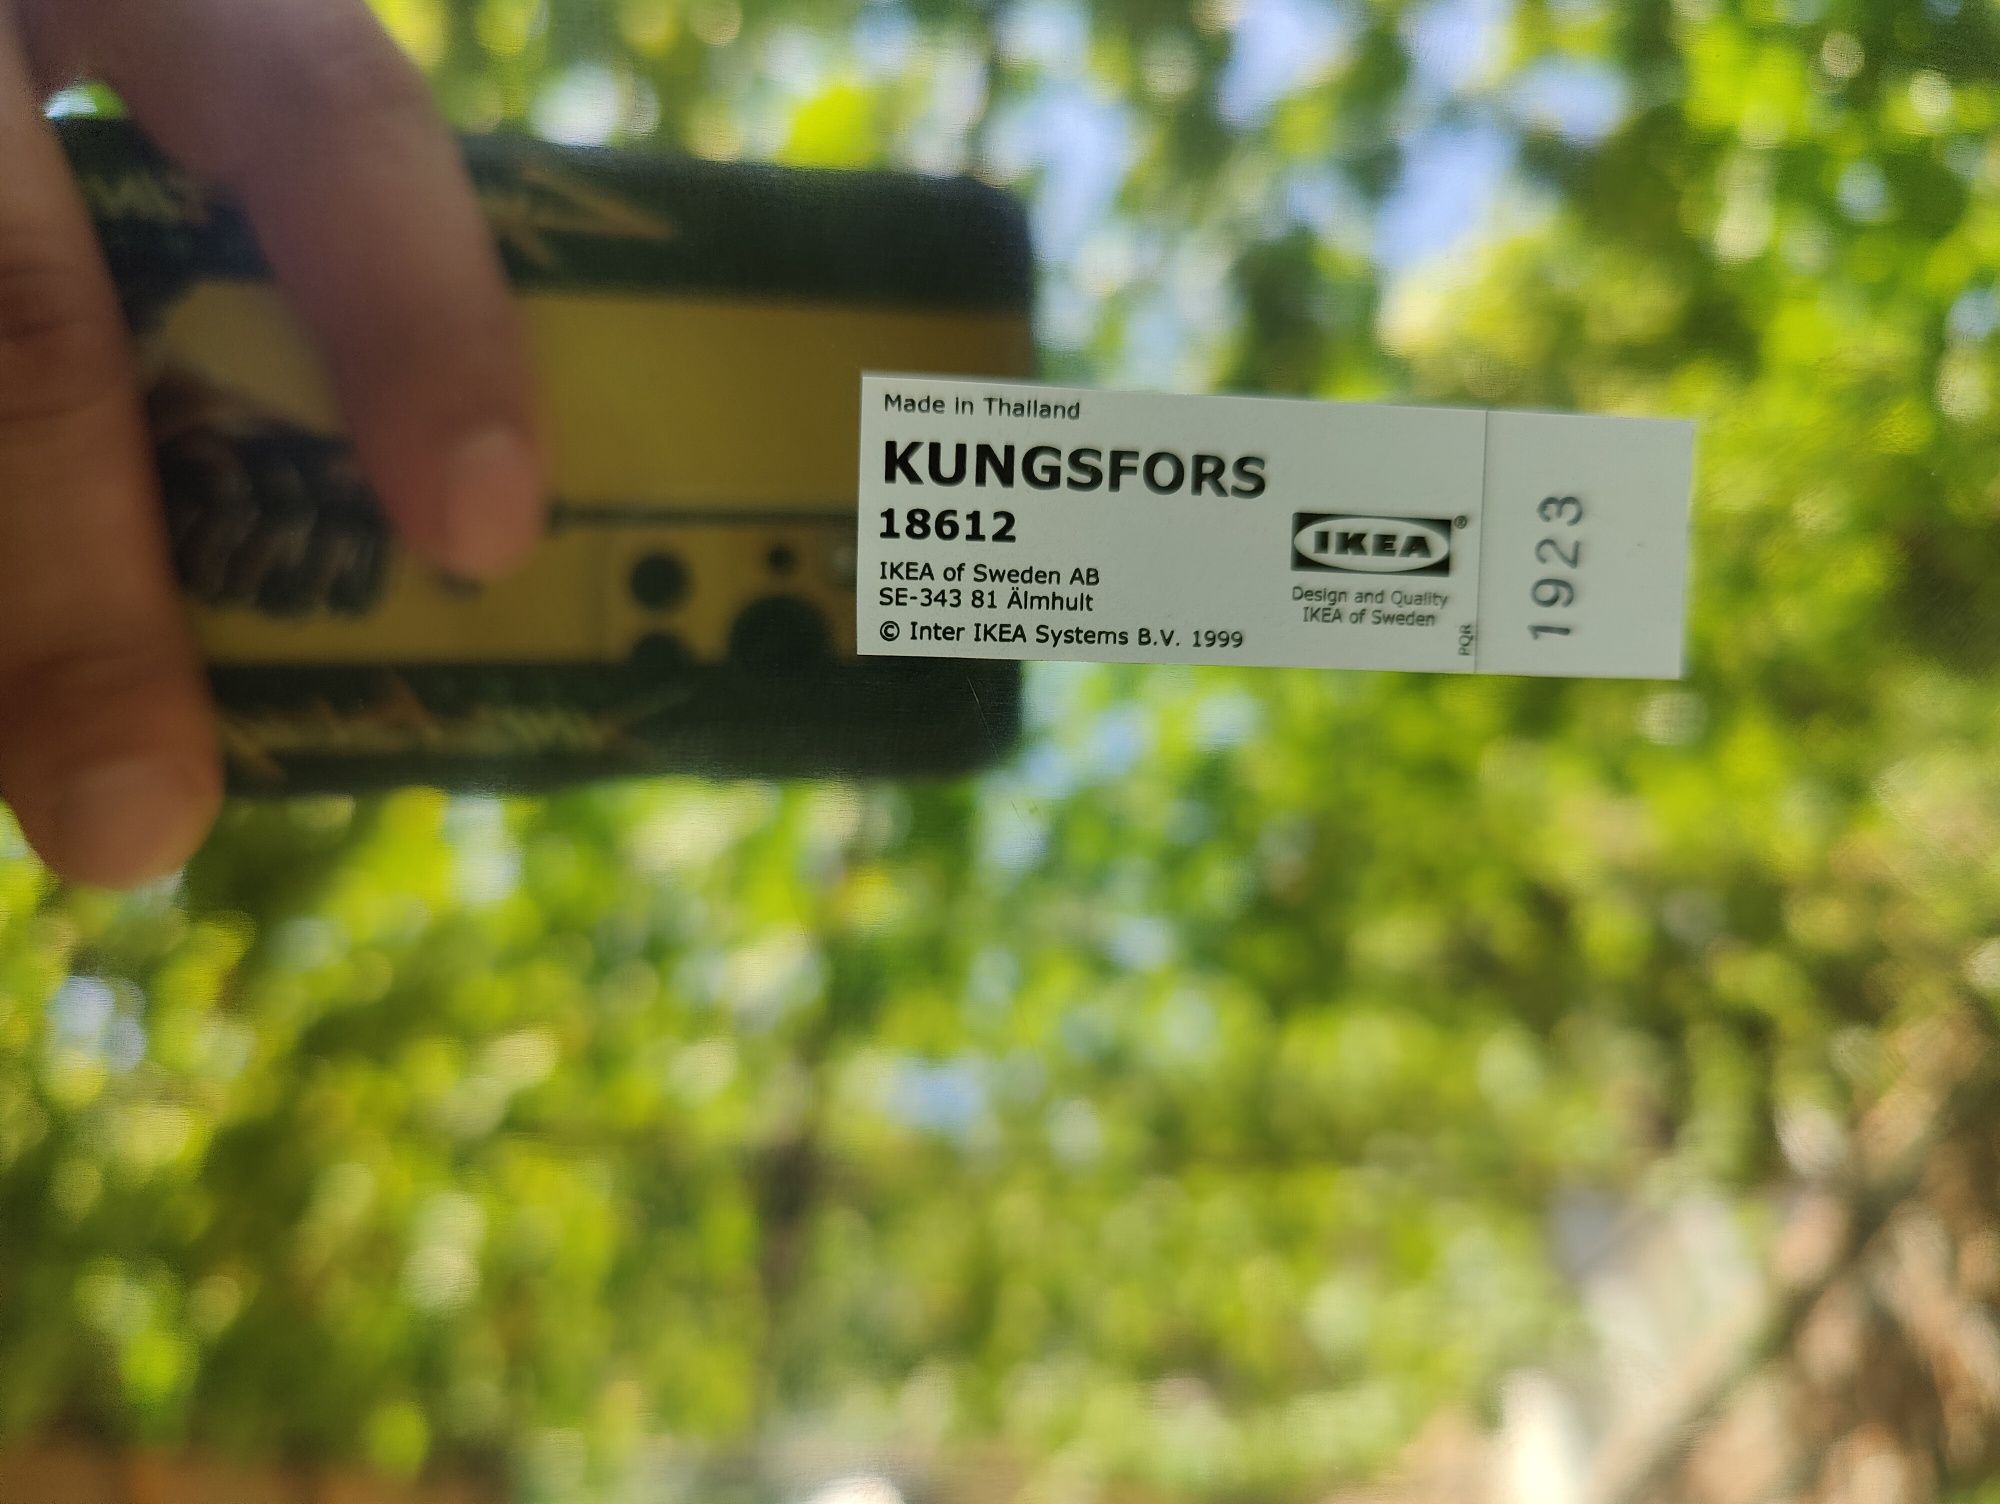 Made in Thailand
KUNGSFORS
18612
IKEA of Sweden AB
SE-343 81 Älmhult
© Inter IKEA Systems B.V. 1999
IKEA®
Design and Quality
IKEA of Sweden
PQR
1923